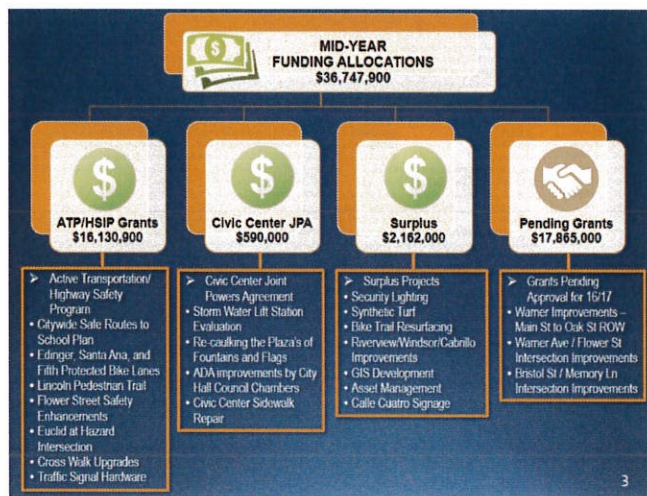 MID-YEAR
FUNDING ALLOCATIONS
$36,747,900
$
ATP/HSIP Grants
$16,130,900
$
Civic Center JPA
$590,000
$
Surplus
$2,162,000
Pending Grants
$17,865,000
➤ Active Transportation/
Highway Safety
Program
• Citywide Safe Routes to
School Plan
• Edinger, Santa Ana, and
Fifth Protected Bike Lanes
• Lincoln Pedestrian Trail
• Flower Street Safety
Enhancements
• Euclid at Hazard
Intersection
• Cross Walk Upgrades
• Traffic Signal Hardware
➤ Civic Center Joint
Powers Agreement
• Storm Water Lift Station
Evaluation
• Re-caulking the Plaza's of
Fountains and Flags
• ADA improvements by City
Hall Council Chambers
• Civic Center Sidewalk
Repair
➤ Surplus Projects
• Security Lighting
• Synthetic Turf
• Bike Trail Resurfacing
• Riverview/Windsor/Cabrillo
Improvements
• GIS Development
• Asset Management
• Calle Cuatro Signage
➤ Grants Pending
Approval for 16/17
• Warner Improvements –
Main St to Oak St ROW
• Warner Ave / Flower St
Intersection Improvements
• Bristol St / Memory Ln
Intersection Improvements
3